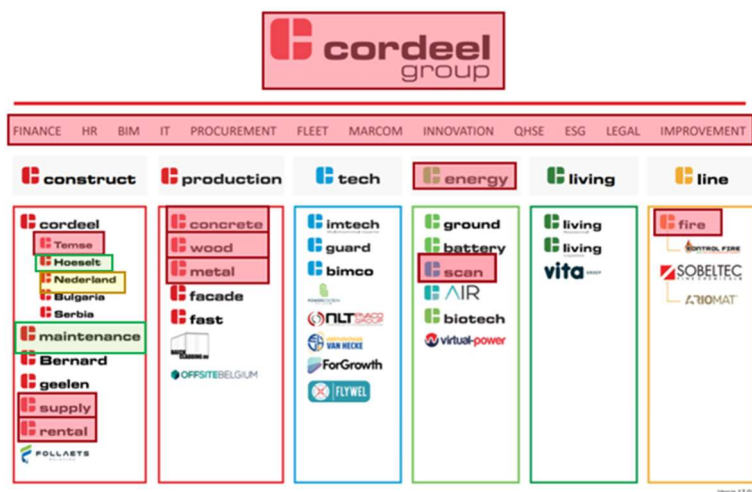 cordeel
group
FINANCE HR BIM IT PROCUREMENT FLEET MARCOM INNOVATION QHSE ESG LEGAL IMPROVEMENT
construct
production
tech
energy
living
line
cordeel
Temse
Hoeselt
Nederland
Bulgaria
Serbia
maintenance
Bernard
geelen
supply
rental
FOLLAETS
concrete
wood
metal
facade
fast
OFFSITEBELGIUM
imtech
guard
bimco
NLT
VAN HECKE
ForGrowth
FLYWEL
ground
battery
scan
AIR
biotech
virtual-power
living
living
vita
fire
CONTROL FIRE
SOBELTEC
ARIOMAT